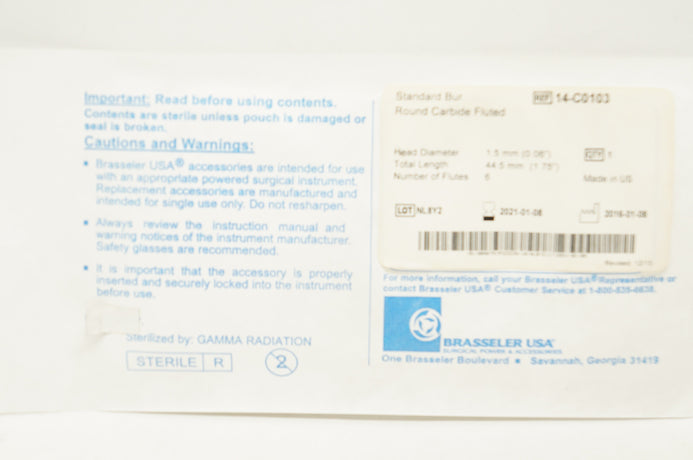 Important: Read before using contents.
Contents are sterile unless pouch is damaged or
seal is broken.
Cautions and Warnings:
• Brasseler USA® accessories are intended for use
with an appropriate powered surgical instrument.
Replacement accessories are manufactured and
intended for single use only. Do not resharpen.
• Always review the instruction manual and
warning notices of the instrument manufacturer.
Safety glasses are recommended.
• It is important that the accessory is properly
inserted and securely locked into the instrument
before use.
Sterilized by: GAMMA RADIATION
STERILE R
2
Standard Bur
REF 14-C0103
Round Carbide Fluted
Head Diameter 1.5 mm (0.06")
QTY 1
Total Length 44.5 mm (1.75")
Number of Flutes 6
Made in US
LOT NL8Y2
2021-01-08
2016-01-08
Revised
For more information, call your Brasseler USA® Representative or
contact Brasseler USA® Customer Service at 1-800-535-6638.
BRASSELER USA®
SURGICAL POWER & ACCESSORIES
One Brasseler Boulevard • Savannah, Georgia 31419